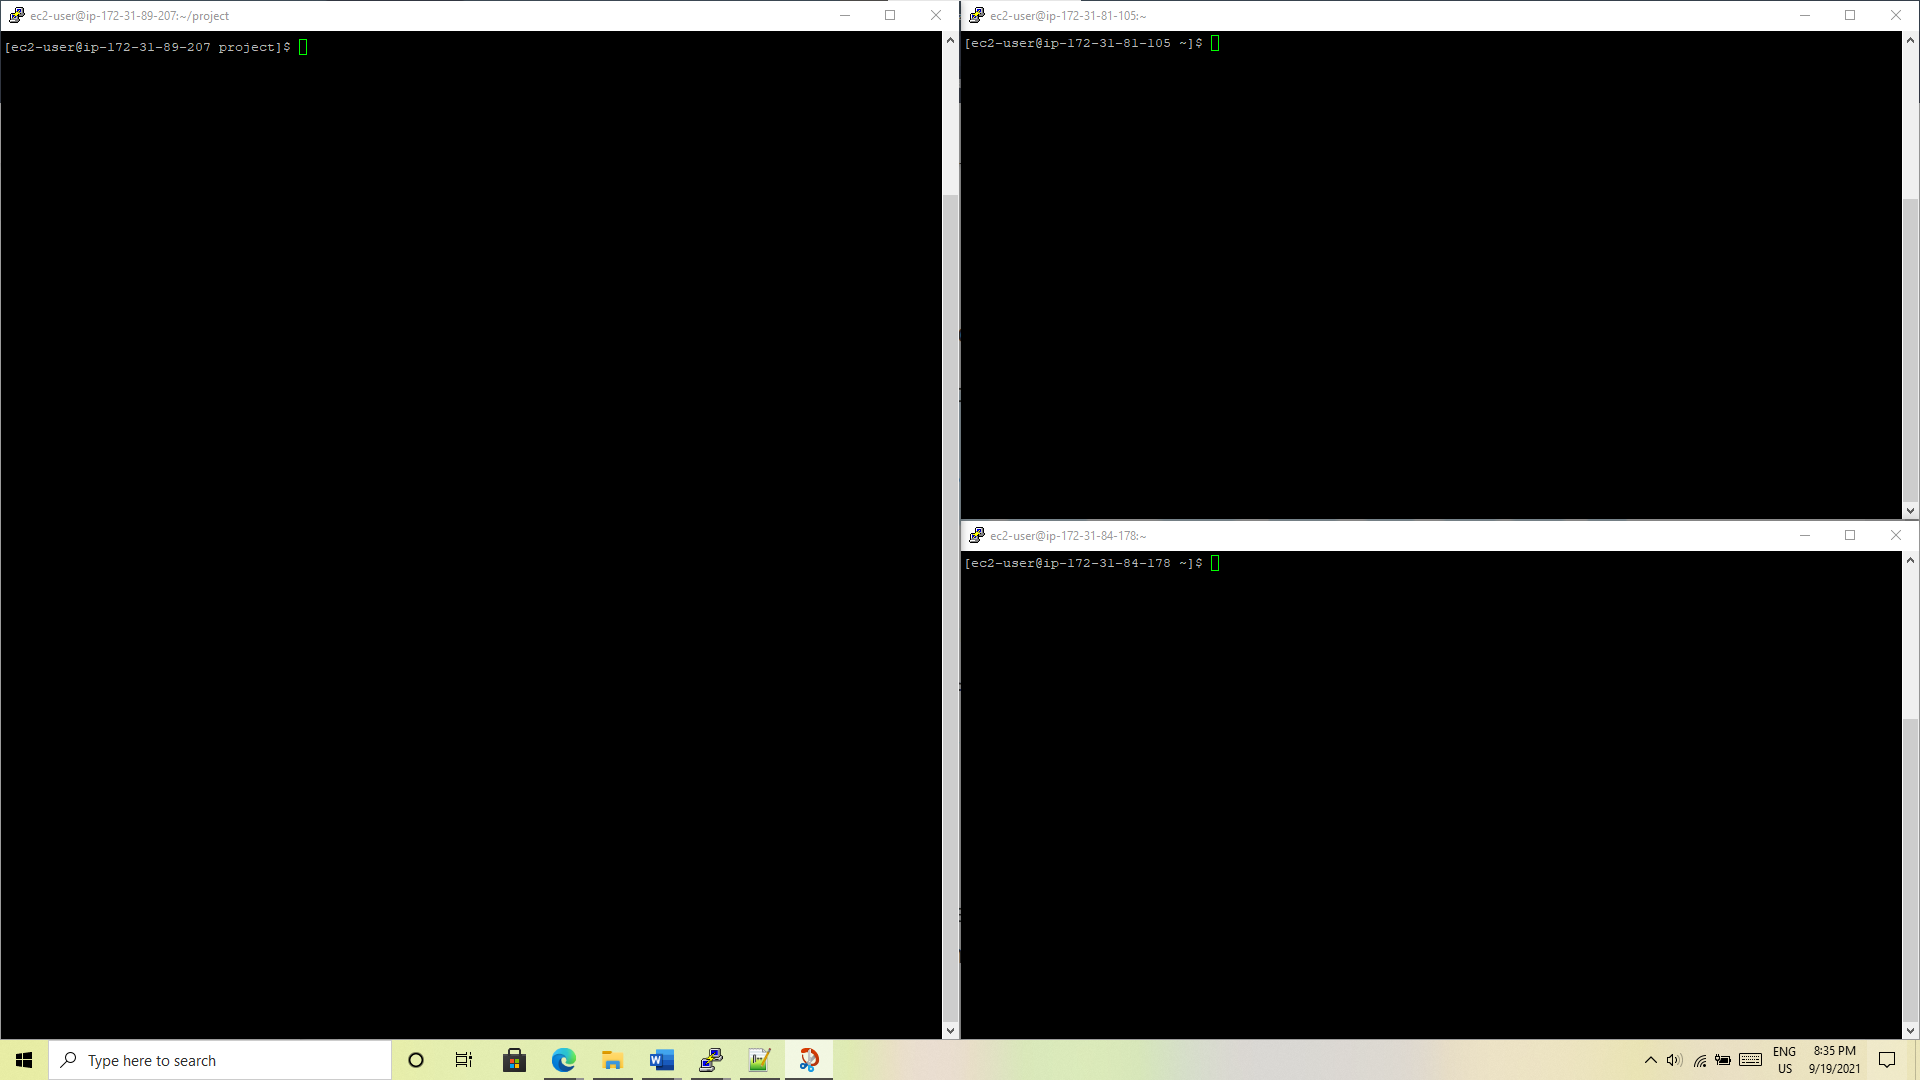 ec2-user@ip-172-31-89-207:~/project
[ec2-user@ip-172-31-89-207 project]$
ec2-user@ip-172-31-81-105:~
[ec2-user@ip-172-31-81-105 ~]$
ec2-user@ip-172-31-84-178:~
[ec2-user@ip-172-31-84-178 ~]$
Type here to search
W
ENG
US
8:35 PM
9/19/2021